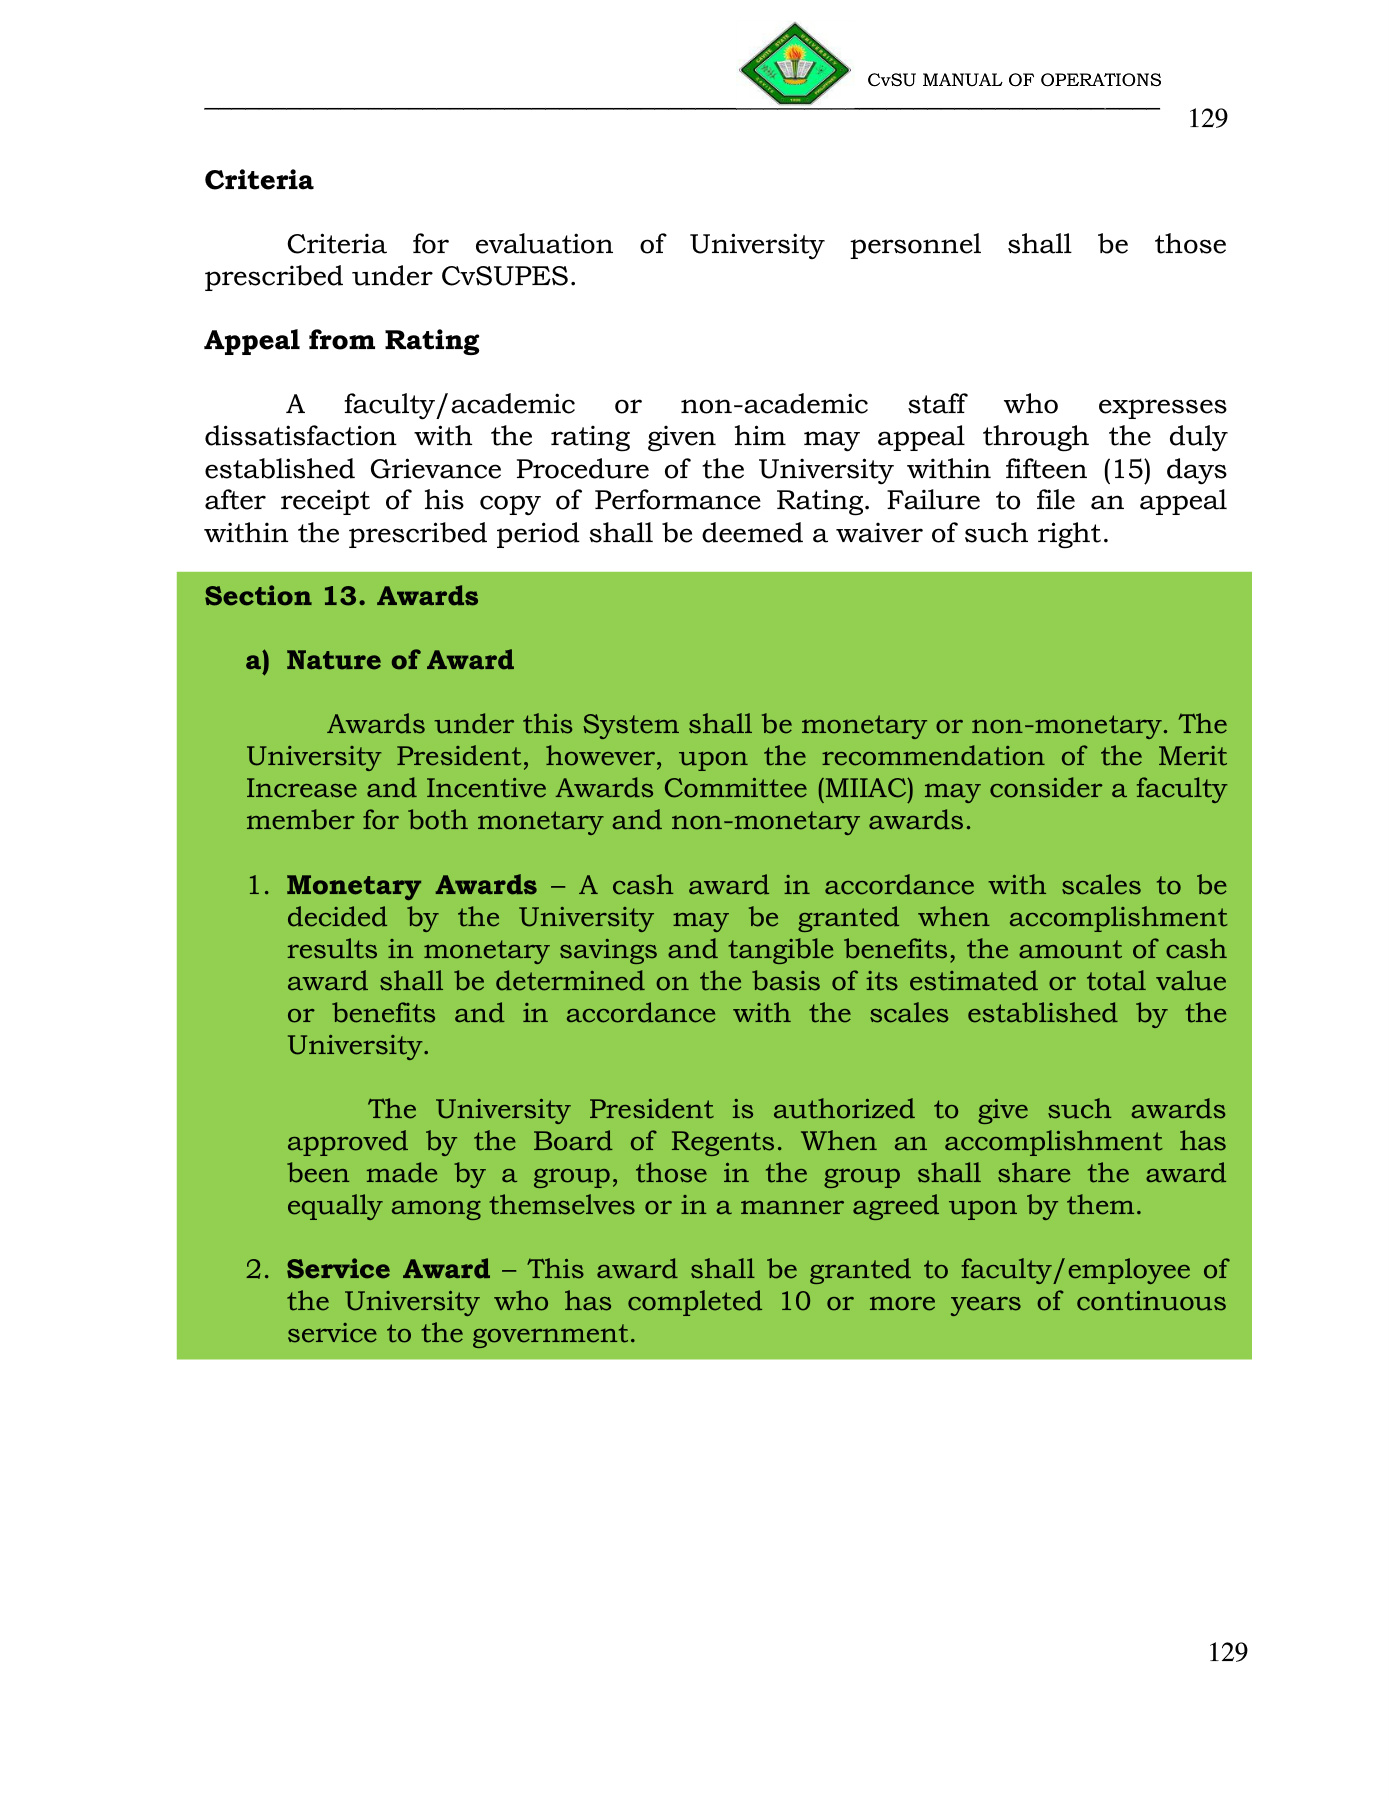 CvSU MANUAL OF OPERATIONS
129
Criteria
Criteria for evaluation of University personnel shall be those
prescribed under CvSUPES.
Appeal from Rating
A faculty/academic or non-academic staff who expresses
dissatisfaction with the rating given him may appeal through the duly
established Grievance Procedure of the University within fifteen (15) days
after receipt of his copy of Performance Rating. Failure to file an appeal
within the prescribed period shall be deemed a waiver of such right.
Section 13. Awards
a) Nature of Award
Awards under this System shall be monetary or non-monetary. The
University President, however, upon the recommendation of the Merit
Increase and Incentive Awards Committee (MIIAC) may consider a faculty
member for both monetary and non-monetary awards.
1. Monetary Awards – A cash award in accordance with scales to be
decided by the University may be granted when accomplishment
results in monetary savings and tangible benefits, the amount of cash
award shall be determined on the basis of its estimated or total value
or benefits and in accordance with the scales established by the
University.
The University President is authorized to give such awards
approved by the Board of Regents. When an accomplishment has
been made by a group, those in the group shall share the award
equally among themselves or in a manner agreed upon by them.
2. Service Award – This award shall be granted to faculty/employee of
the University who has completed 10 or more years of continuous
service to the government.
129